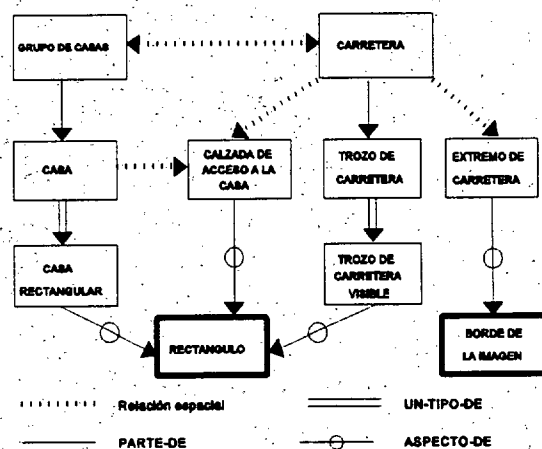 GRUPO DE CASAS
CARRETERA
CASA
CALZADA DE
ACCESO A LA
CASA
TROZO DE
CARRETERA
EXTREMO DE
CARRETERA
CASA
RECTANGULAR
TROZO DE
CARRETERA
VISIBLE
RECTANGULO
BORDE DE
LA IMAGEN
Relación espacial
UN-TIPO-DE
PARTE-DE
ASPECTO-DE